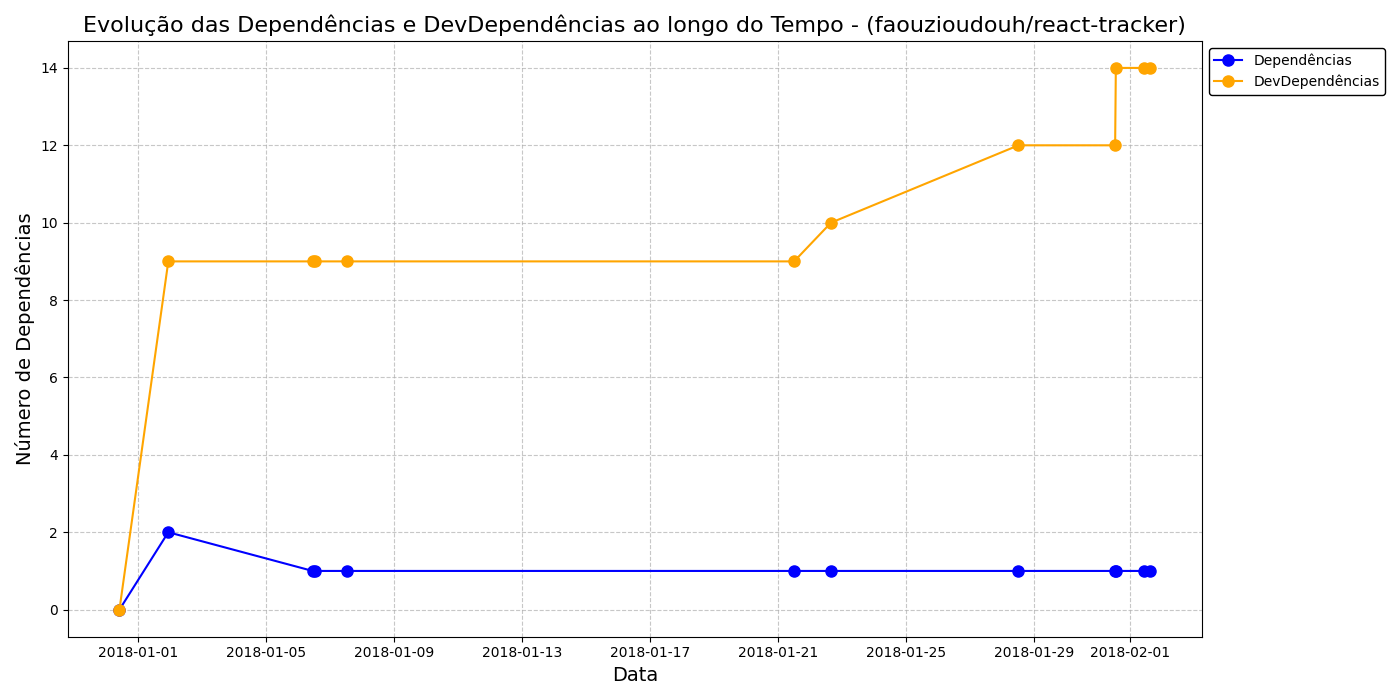 Evolução das Dependências e DevDependências ao longo do Tempo - (faouzioudouh/react-tracker)
Dependências
DevDependências
Número de Dependências
14
12
10
8
6
4
2
0
2018-01-01 2018-01-05 2018-01-09 2018-01-13 2018-01-17 2018-01-21 2018-01-25 2018-01-29 2018-02-01
Data